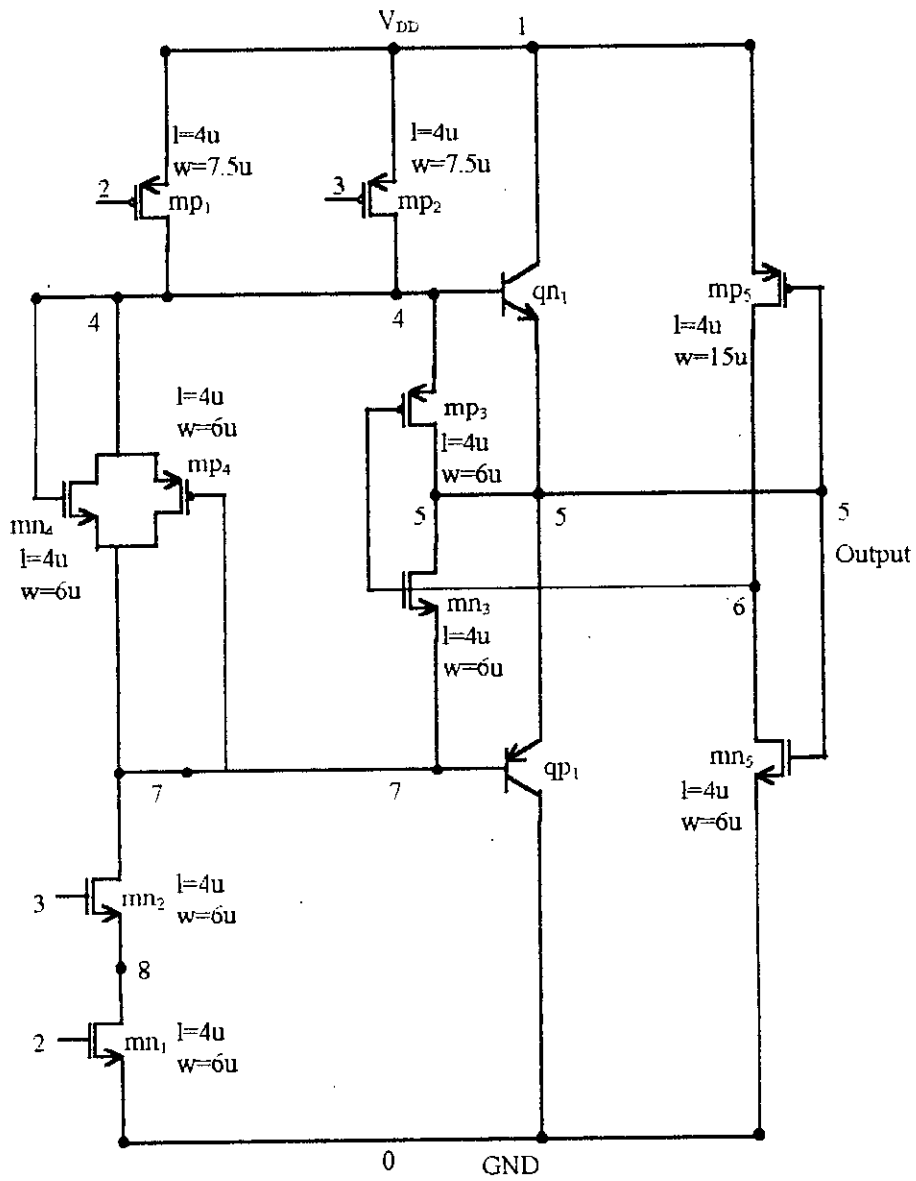 V_DD
1
l=4u
w=7.5u
l=4u
w=7.5u
2
mp₁
3
mp₂
qn₁
mp₅
l=4u
w=15u
4
4
l=4u
w=6u
mp₃
l=4u
w=6u
mp₄
mn₄
l=4u
w=6u
5
5
5
Output
mn₃
l=4u
w=6u
6
7
7
qp₁
mn₅
l=4u
w=6u
3
mn₂
l=4u
w=6u
8
2
mn₁
l=4u
w=6u
0
GND